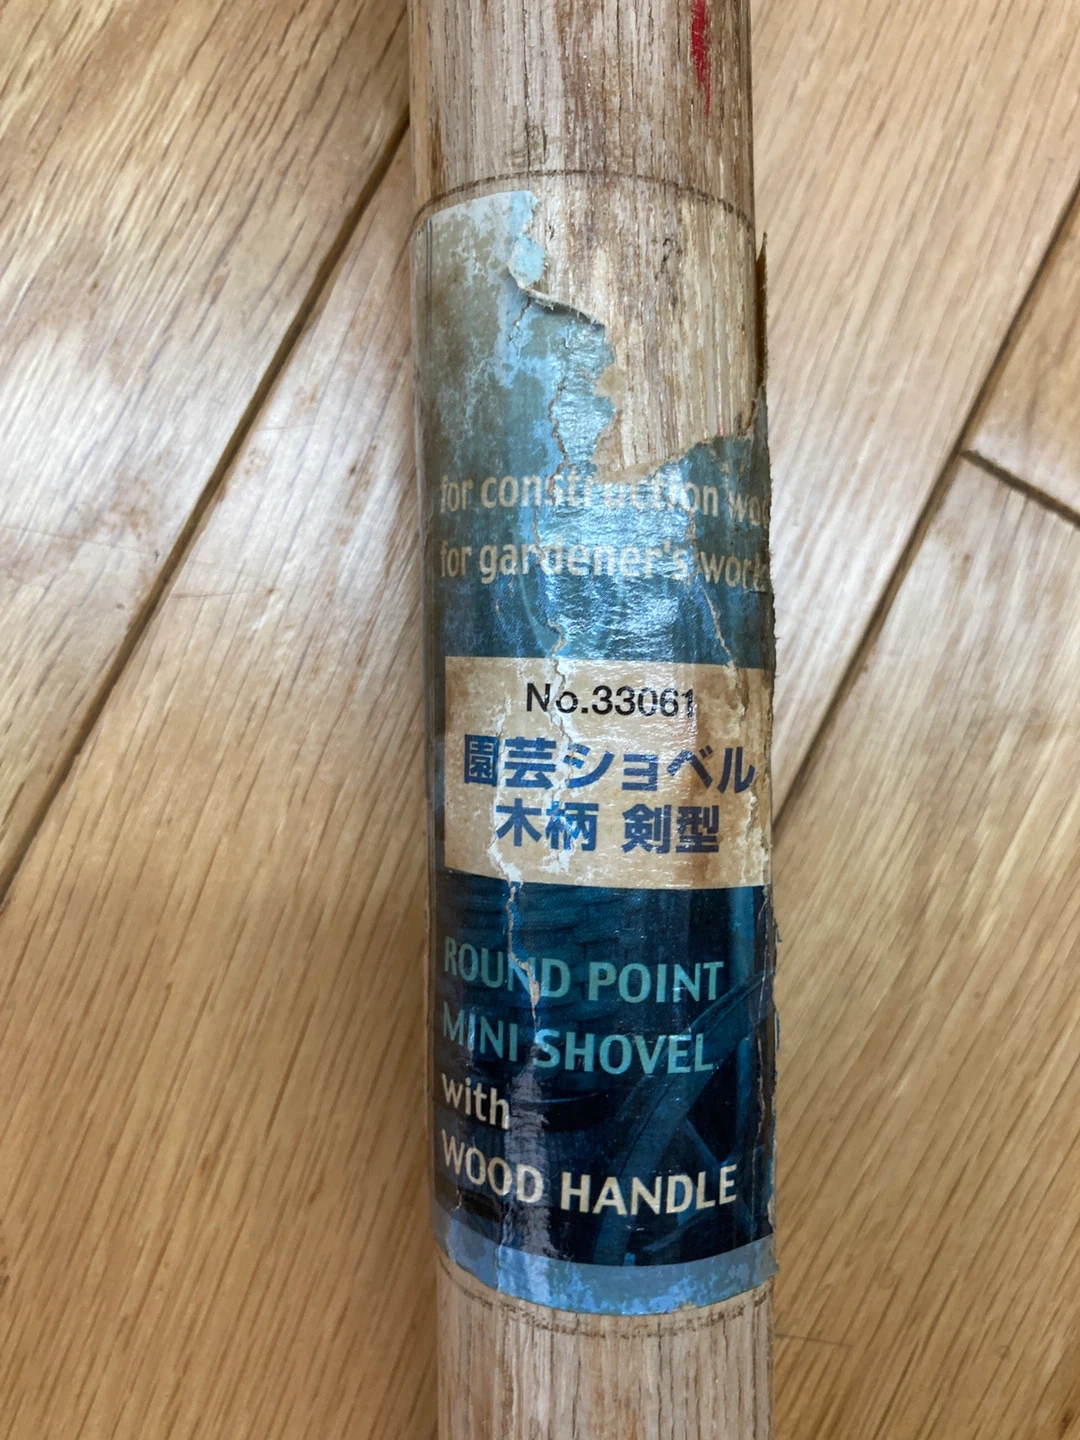 for construction
for gardener's work
No.33061
園芸ショベル
木柄 剣型
ROUND POINT
MINI SHOVEL
with
WOOD HANDLE